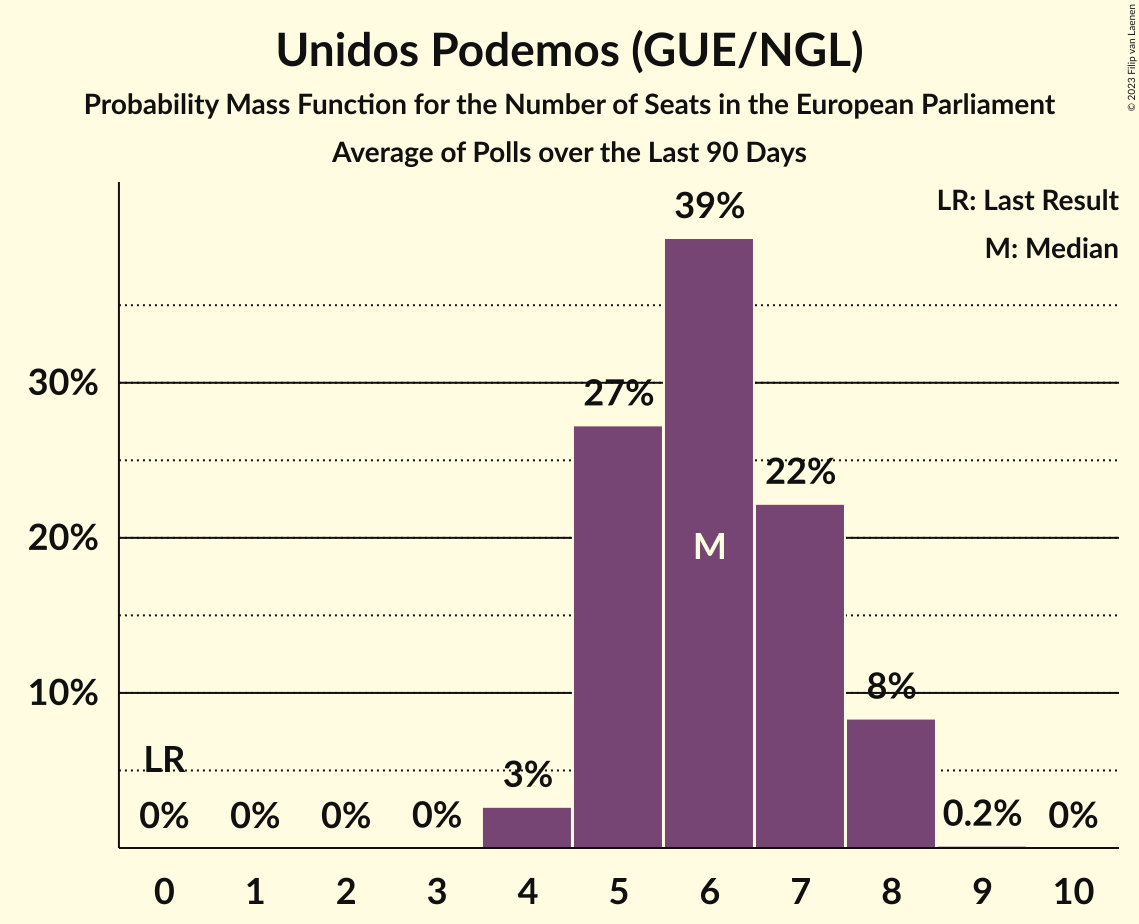 Unidos Podemos (GUE/NGL)
Probability Mass Function for the Number of Seats in the European Parliament
Average of Polls over the Last 90 Days
© 2023 Filip van Laenen
LR: Last Result
M: Median
39%
30%
27%
22%
M
20%
10%
8%
LR
3%
0% 0% 0% 0% 0.2% 0%
0 1 2 3 4 5 6 7 8 9 10